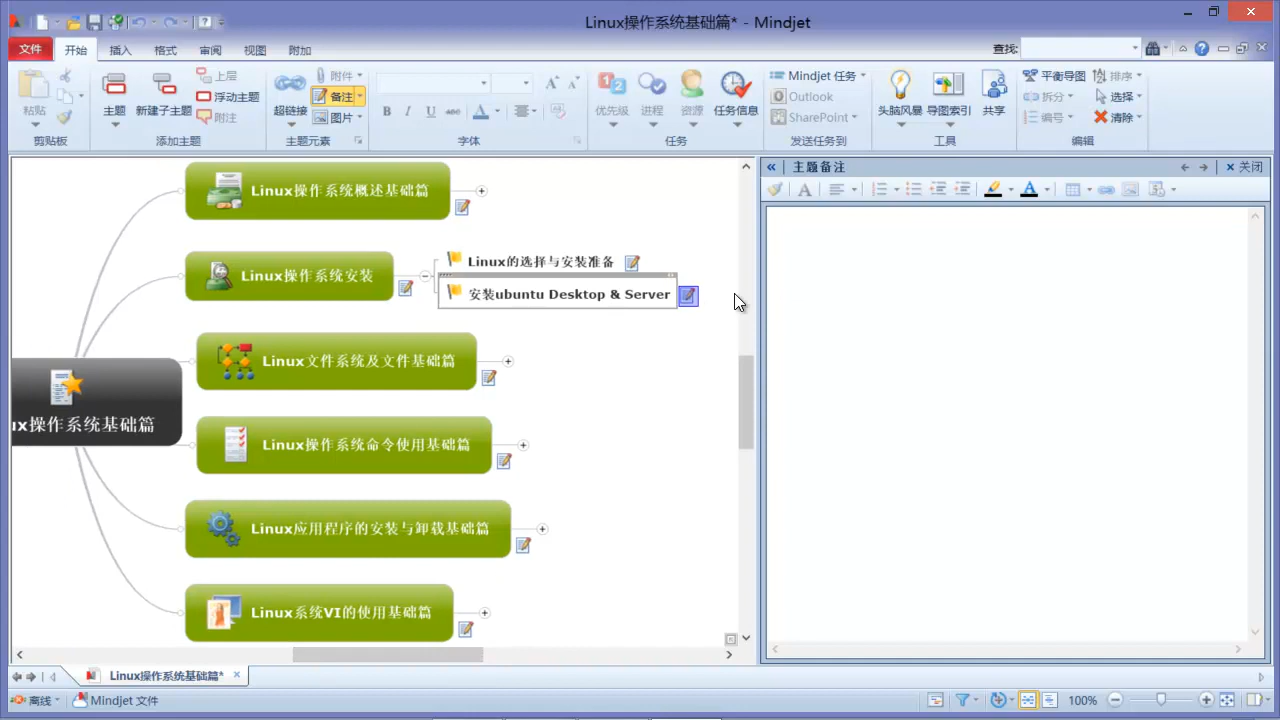 Linux操作系统基础篇* - Mindjet
文件 开始 插入 格式 审阅 视图 附加 查找:
粘贴
剪贴板
主题
新建子主题
上层
浮动主题
附注
添加主题
超链接
附件
备注
图片
主题元素
B I U abc A
字体
优先级
进程
资源
任务信息
任务
Mindjet 任务
Outlook
SharePoint
发送任务到
头脑风暴
导图索引
共享
工具
平衡导图
拆分
编号
排序
选择
清除
编辑
Linux操作系统概述基础篇
Linux操作系统安装
Linux的选择与安装准备
安装ubuntu Desktop & Server
Linux文件系统及文件基础篇
ux操作系统基础篇
Linux操作系统命令使用基础篇
Linux应用程序的安装与卸载基础篇
Linux系统VI的使用基础篇
主题备注
关闭
Linux操作系统基础篇*
离线
Mindjet 文件
100%